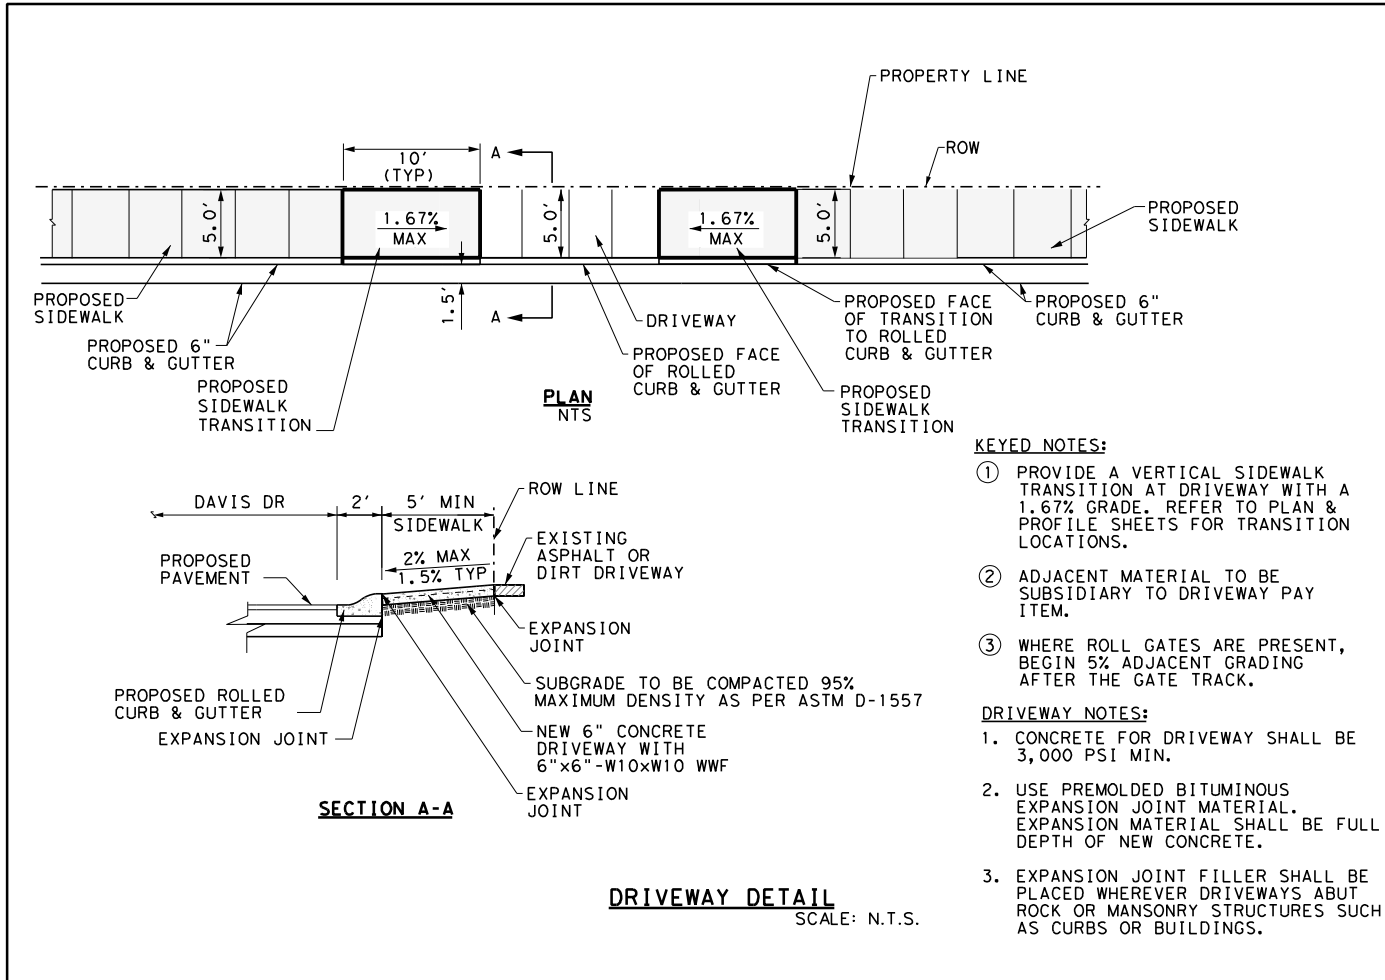 PROPERTY LINE
ROW
10'
(TYP)
A
5.0'
1.67%
MAX
5.0'
1.67%
MAX
5.0'
PROPOSED
SIDEWALK
PROPOSED
SIDEWALK
PROPOSED 6"
CURB & GUTTER
PROPOSED
SIDEWALK
TRANSITION
1.5'
A
DRIVEWAY
PROPOSED FACE
OF ROLLED
CURB & GUTTER
PROPOSED FACE
OF TRANSITION
TO ROLLED
CURB & GUTTER
PROPOSED 6"
CURB & GUTTER
PROPOSED
SIDEWALK
TRANSITION
PLAN
NTS
DAVIS DR
2'
5' MIN
SIDEWALK
ROW LINE
2% MAX
1.5% TYP
EXISTING
ASPHALT OR
DIRT DRIVEWAY
PROPOSED
PAVEMENT
EXPANSION
JOINT
SUBGRADE TO BE COMPACTED 95%
MAXIMUM DENSITY AS PER ASTM D-1557
PROPOSED ROLLED
CURB & GUTTER
EXPANSION JOINT
NEW 6" CONCRETE
DRIVEWAY WITH
6"x6"-W10xW10 WWF
EXPANSION
JOINT
SECTION A-A
KEYED NOTES:
1 PROVIDE A VERTICAL SIDEWALK
TRANSITION AT DRIVEWAY WITH A
1.67% GRADE. REFER TO PLAN &
PROFILE SHEETS FOR TRANSITION
LOCATIONS.
2 ADJACENT MATERIAL TO BE
SUBSIDIARY TO DRIVEWAY PAY
ITEM.
3 WHERE ROLL GATES ARE PRESENT,
BEGIN 5% ADJACENT GRADING
AFTER THE GATE TRACK.
DRIVEWAY NOTES:
1. CONCRETE FOR DRIVEWAY SHALL BE
3,000 PSI MIN.
2. USE PREMOLDED BITUMINOUS
EXPANSION JOINT MATERIAL.
EXPANSION MATERIAL SHALL BE FULL
DEPTH OF NEW CONCRETE.
3. EXPANSION JOINT FILLER SHALL BE
PLACED WHEREVER DRIVEWAYS ABUT
ROCK OR MANSONRY STRUCTURES SUCH
AS CURBS OR BUILDINGS.
DRIVEWAY DETAIL
SCALE: N.T.S.